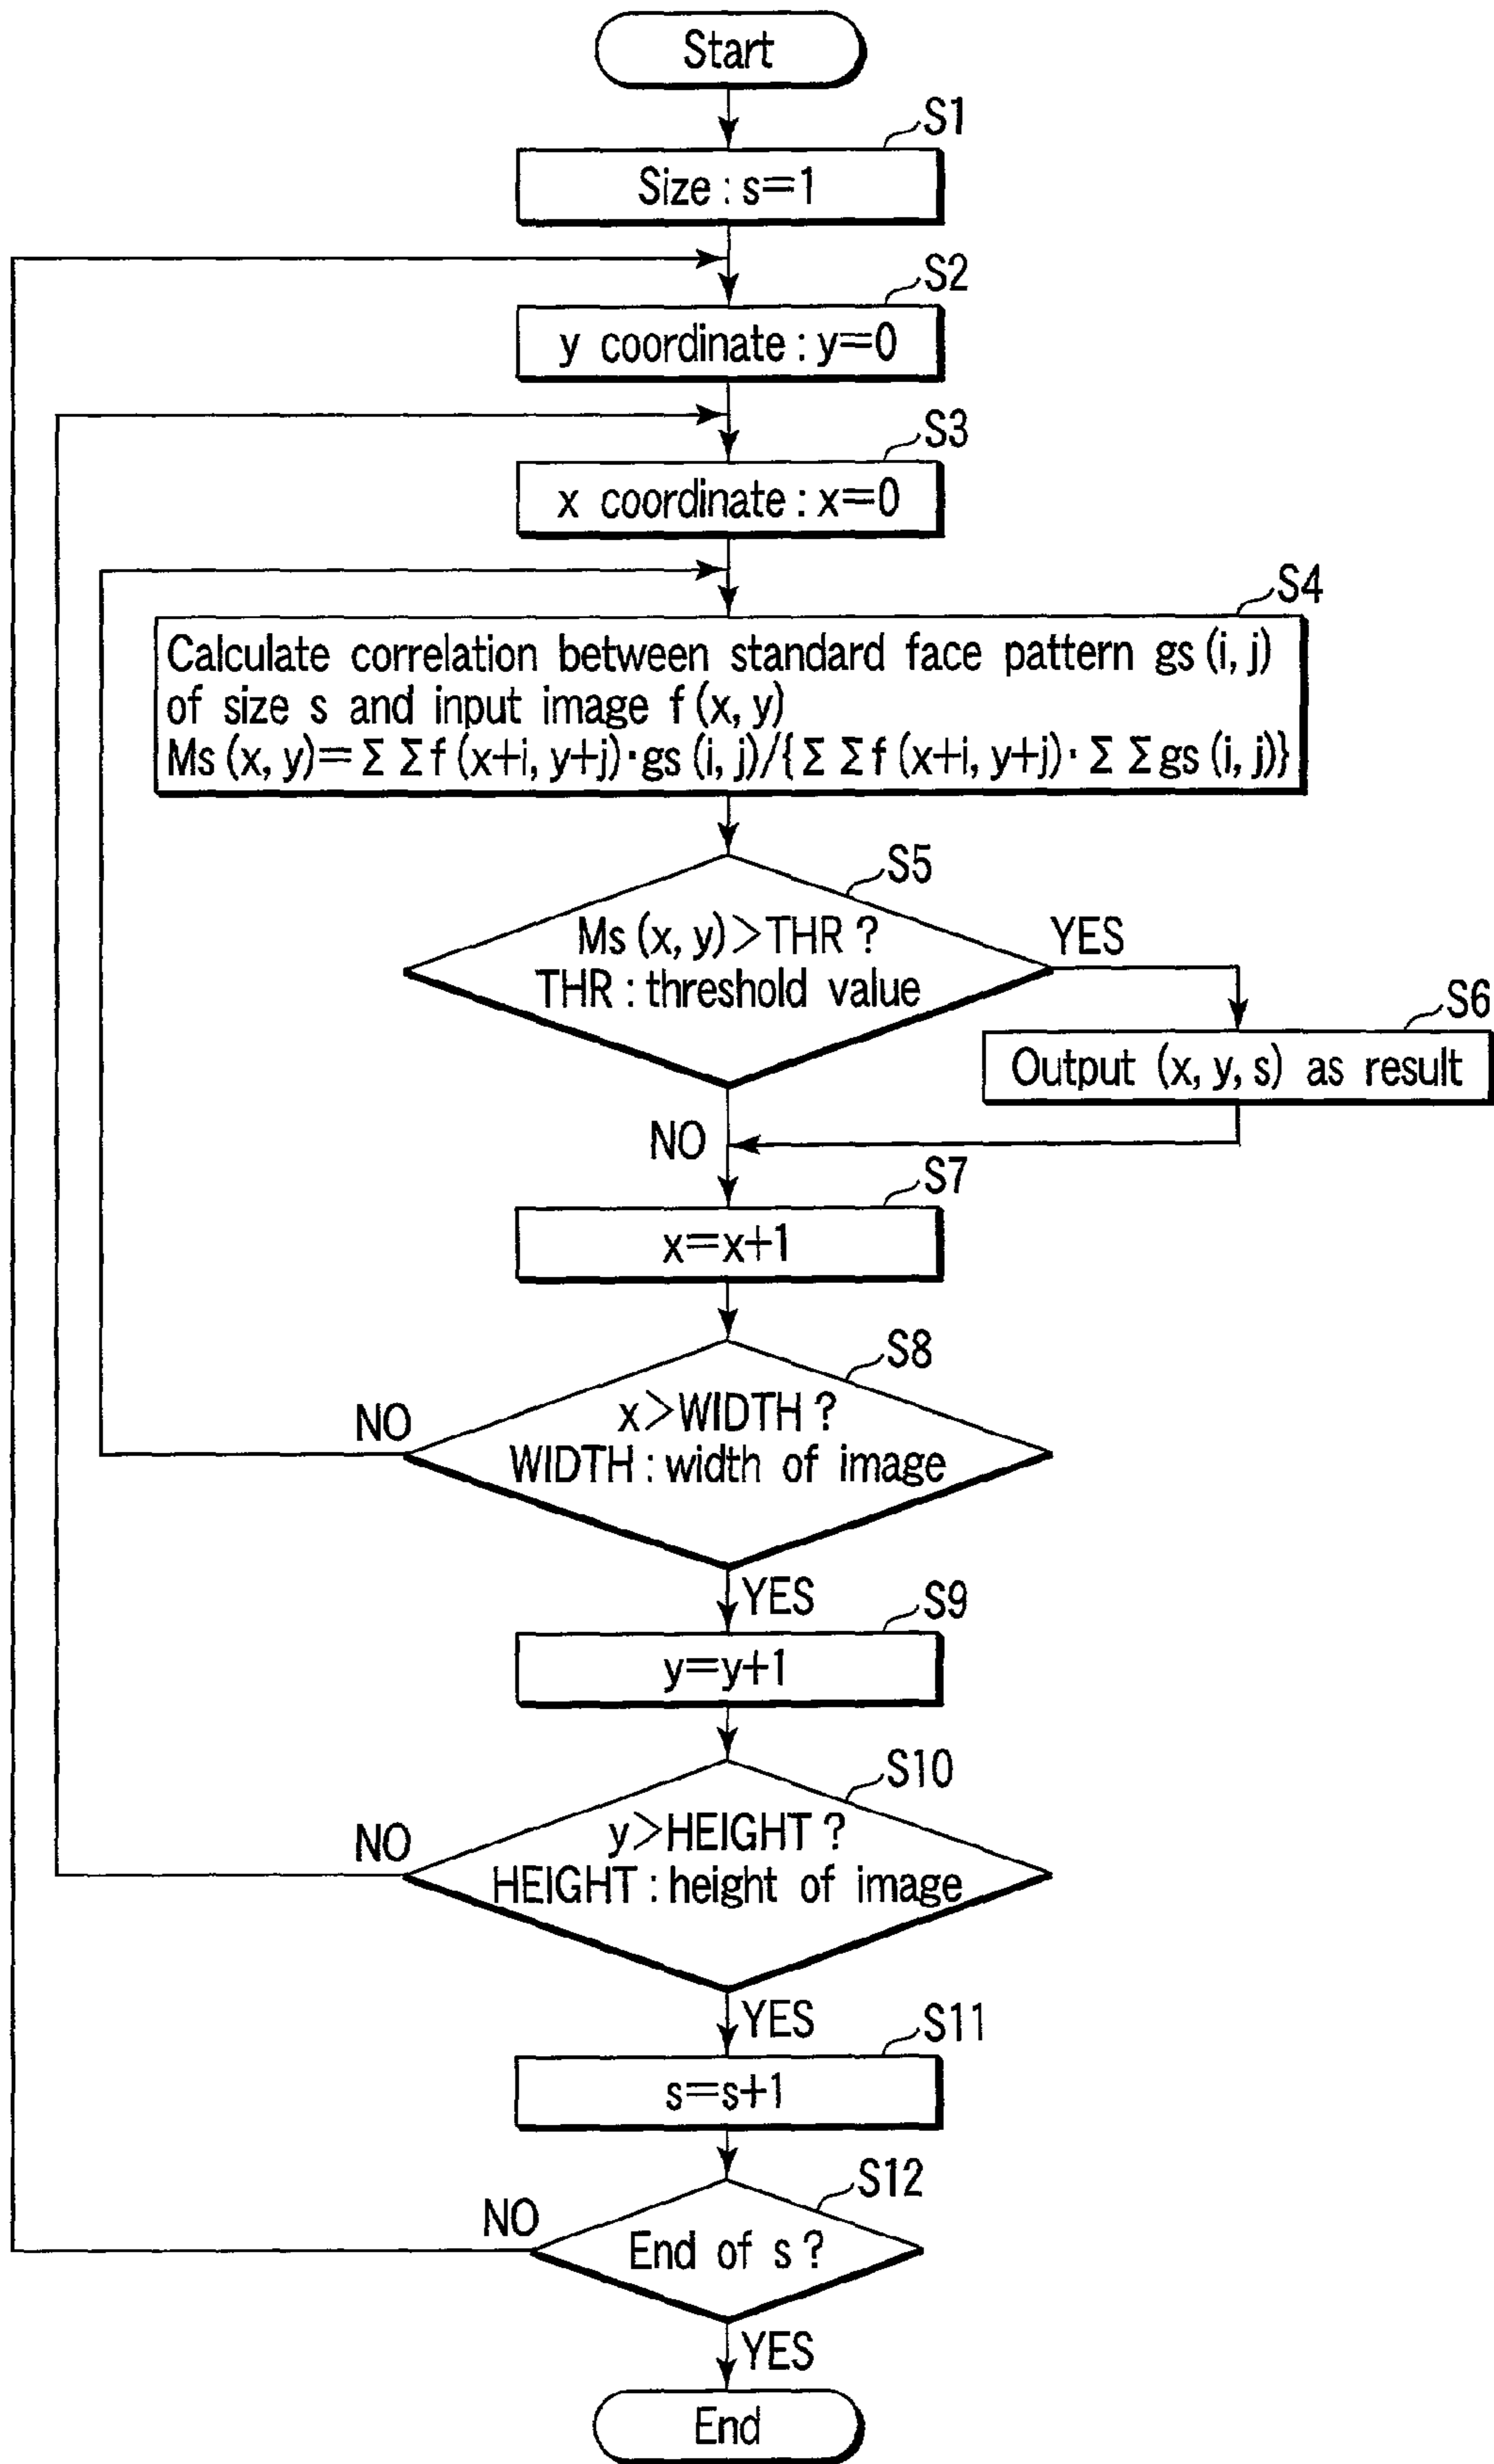 Start
S1
Size : s=1
S2
y coordinate : y=0
S3
x coordinate : x=0
S4
Calculate correlation between standard face pattern gs (i, j)
of size s and input image f (x, y)
Ms (x, y)=Σ Σ f (x+i, y+j)·gs (i, j)/{Σ Σ f (x+i, y+j)· Σ Σ gs (i, j)}
S5
Ms (x, y)>THR ?
THR : threshold value
YES
S6
Output (x, y, s) as result
NO
S7
x=x+1
S8
x>WIDTH ?
WIDTH : width of image
NO
YES
S9
y=y+1
S10
y>HEIGHT ?
HEIGHT : height of image
NO
YES
S11
s=s+1
S12
End of s ?
NO
YES
End